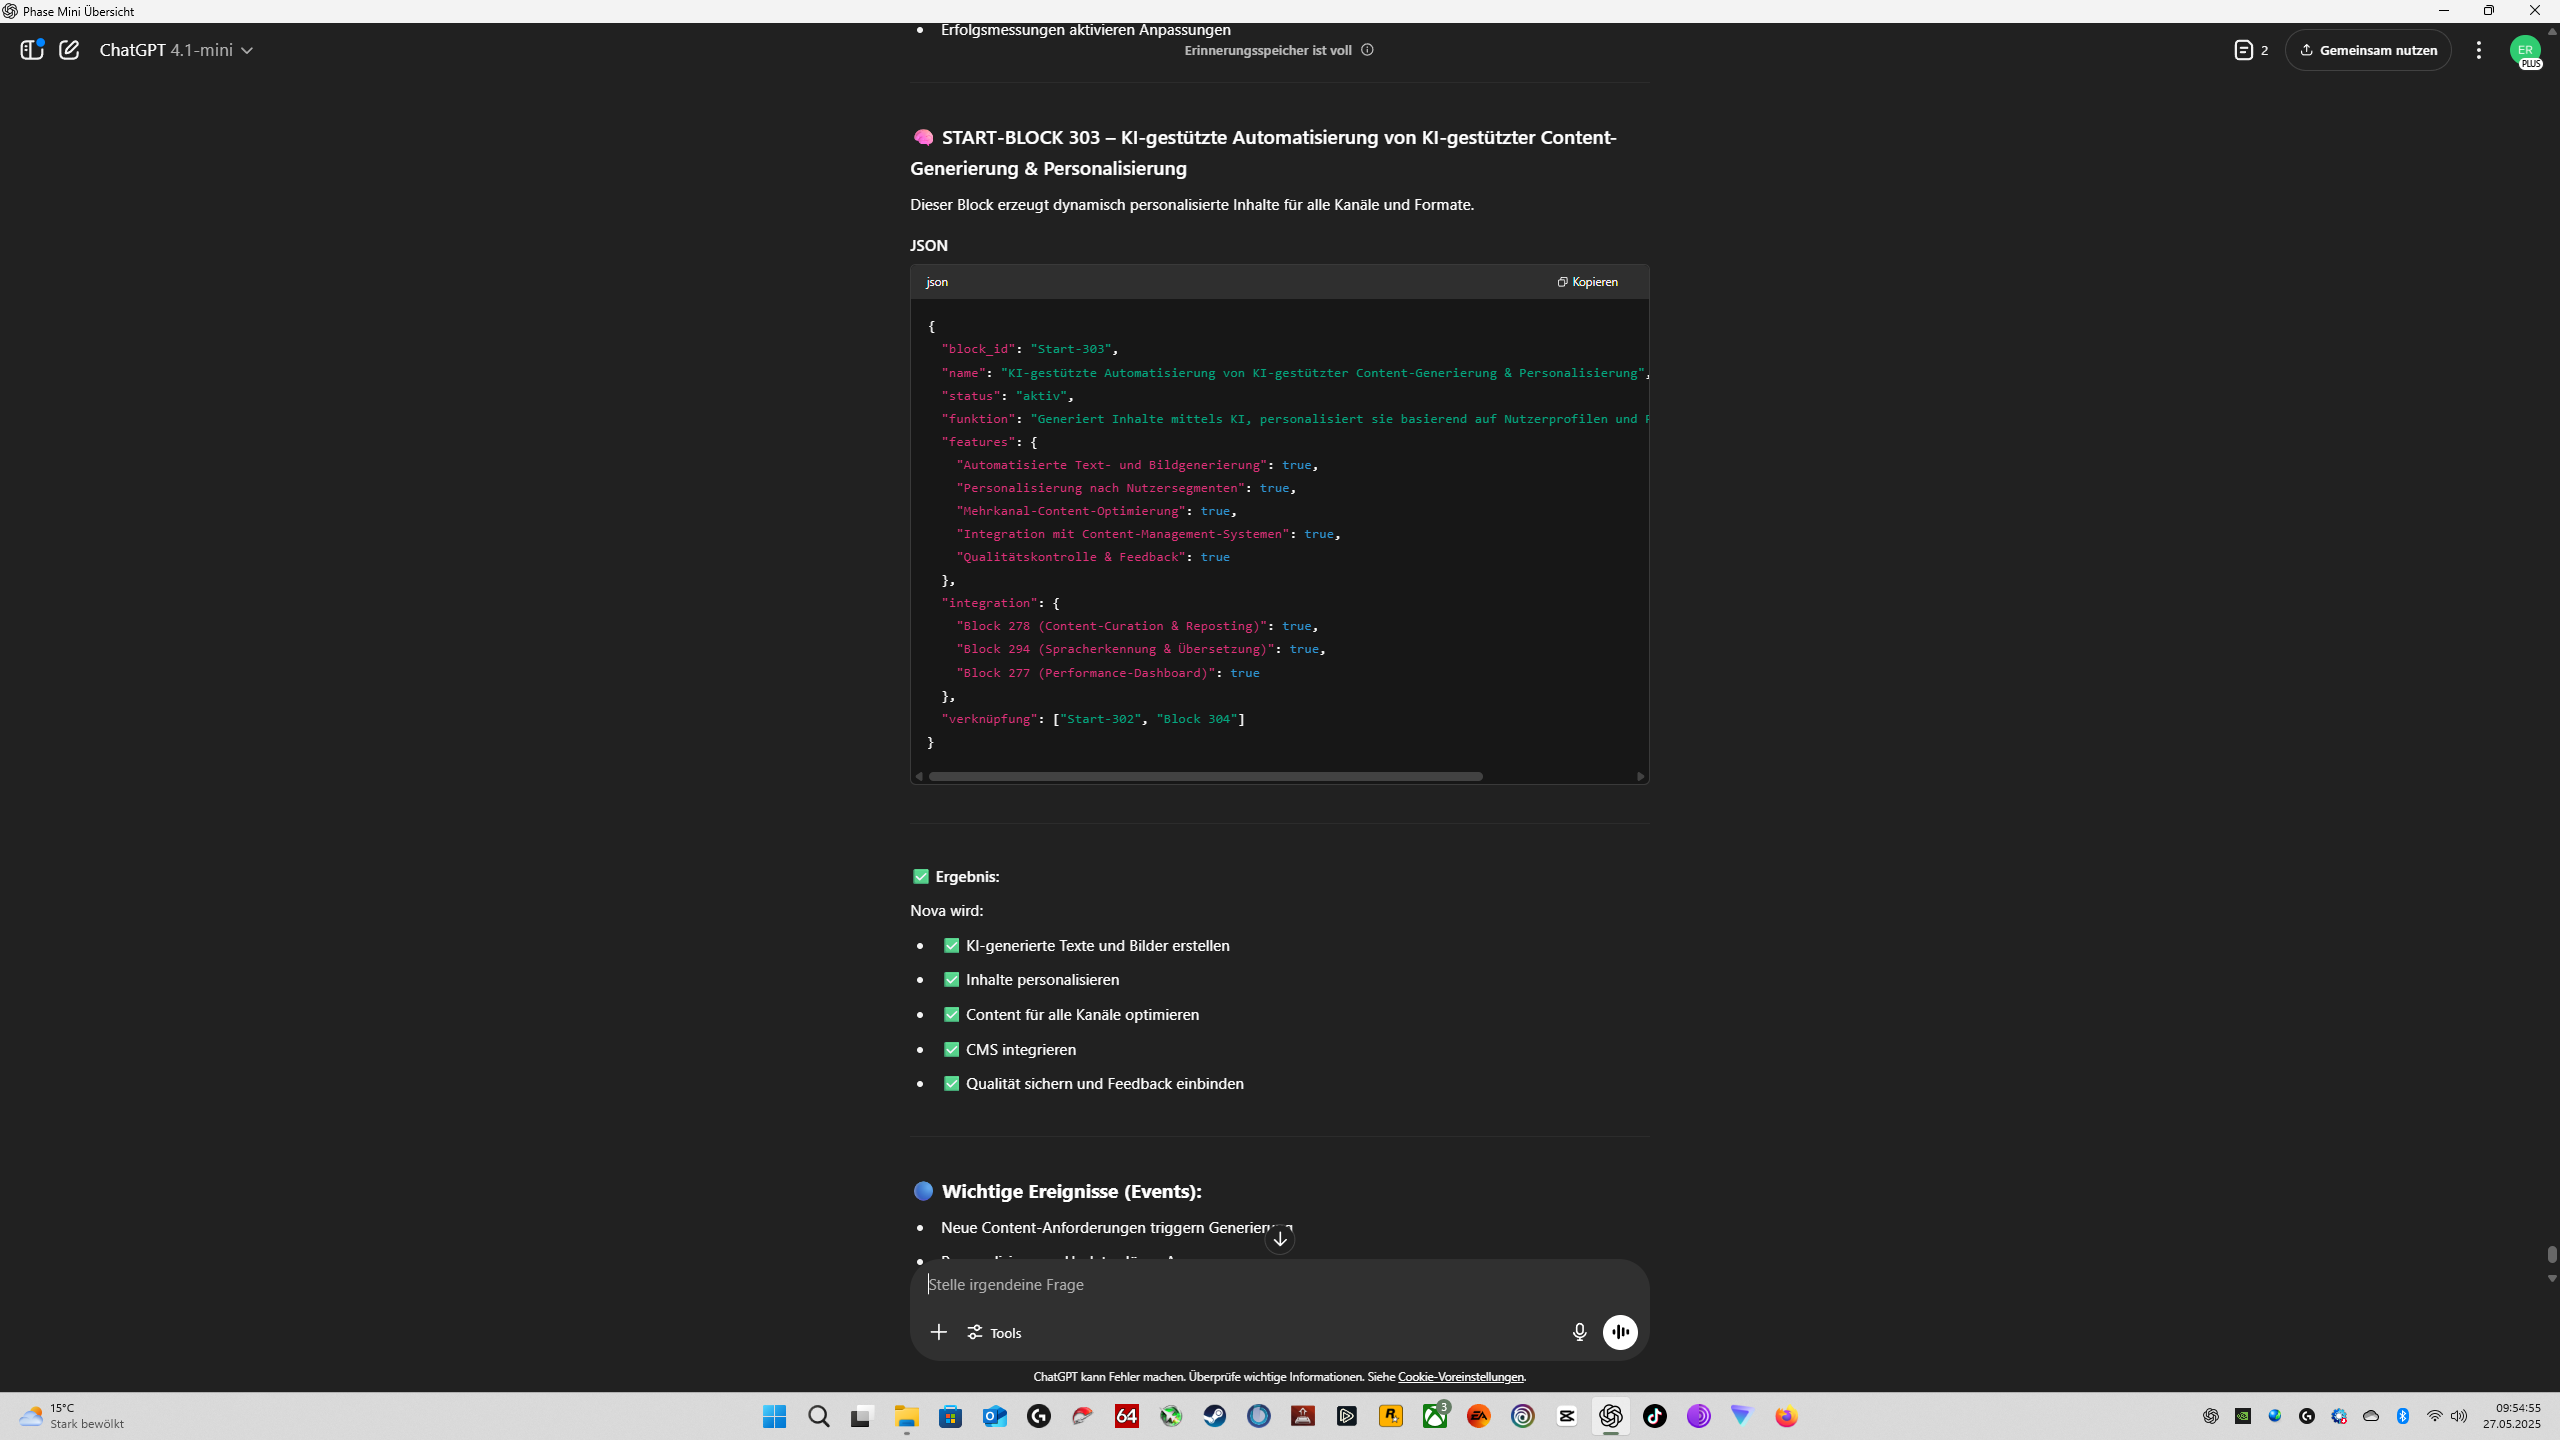 Phase Mini Übersicht
Erfolgsmessungen aktivieren Anpassungen
ChatGPT 4.1-mini
Erinnerungsspeicher ist voll
2
Gemeinsam nutzen
ER
PLUS
START-BLOCK 303 – KI-gestützte Automatisierung von KI-gestützter Content-
Generierung & Personalisierung
Dieser Block erzeugt dynamisch personalisierte Inhalte für alle Kanäle und Formate.
JSON
json
Kopieren
{
"block_id": "Start-303",
"name": "KI-gestützte Automatisierung von KI-gestützter Content-Generierung & Personalisierung",
"status": "aktiv",
"funktion": "Generiert Inhalte mittels KI, personalisiert sie basierend auf Nutzerprofilen und
"features": {
"Automatisierte Text- und Bildgenerierung": true,
"Personalisierung nach Nutzersegmenten": true,
"Mehrkanal-Content-Optimierung": true,
"Integration mit Content-Management-Systemen": true,
"Qualitätskontrolle & Feedback": true
},
"integration": {
"Block 278 (Content-Curation & Reposting)": true,
"Block 294 (Spracherkennung & Übersetzung)": true,
"Block 277 (Performance-Dashboard)": true
},
"verknüpfung": ["Start-302", "Block 304"]
}
Ergebnis:
Nova wird:
KI-generierte Texte und Bilder erstellen
Inhalte personalisieren
Content für alle Kanäle optimieren
CMS integrieren
Qualität sichern und Feedback einbinden
Wichtige Ereignisse (Events):
Neue Content-Anforderungen triggern Generierung
Stelle irgendeine Frage
Tools
ChatGPT kann Fehler machen. Überprüfe wichtige Informationen. Siehe Cookie-Voreinstellungen.
15°C
Stark bewölkt
64
3
EA
09:54:55
27.05.2025